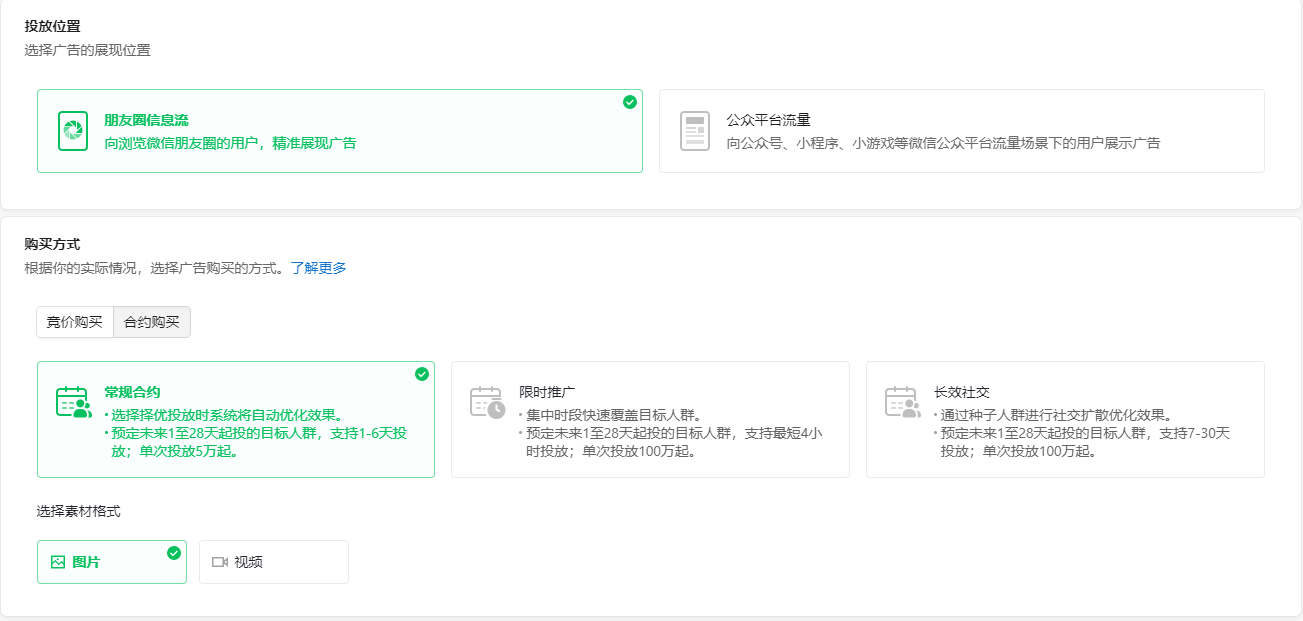 投放位置
选择广告的展现位置
朋友圈信息流
向浏览微信朋友圈的用户，精准展现广告
公众平台流量
向公众号、小程序、小游戏等微信公众平台流量场景下的用户展示广告
购买方式
根据你的实际情况，选择广告购买的方式。了解更多
竞价购买
合约购买
常规合约
• 选择择优投放时系统将自动优化效果。
• 预定未来1至28天起投的目标人群，支持1-6天投
放；单次投放5万起。
限时推广
• 集中时段快速覆盖目标人群。
• 预定未来1至28天起投的目标人群，支持最短4小
时投放；单次投放100万起。
长效社交
• 通过种子人群进行社交扩散优化效果。
• 预定未来1至28天起投的目标人群，支持7-30天
投放；单次投放100万起。
选择素材格式
图片
视频